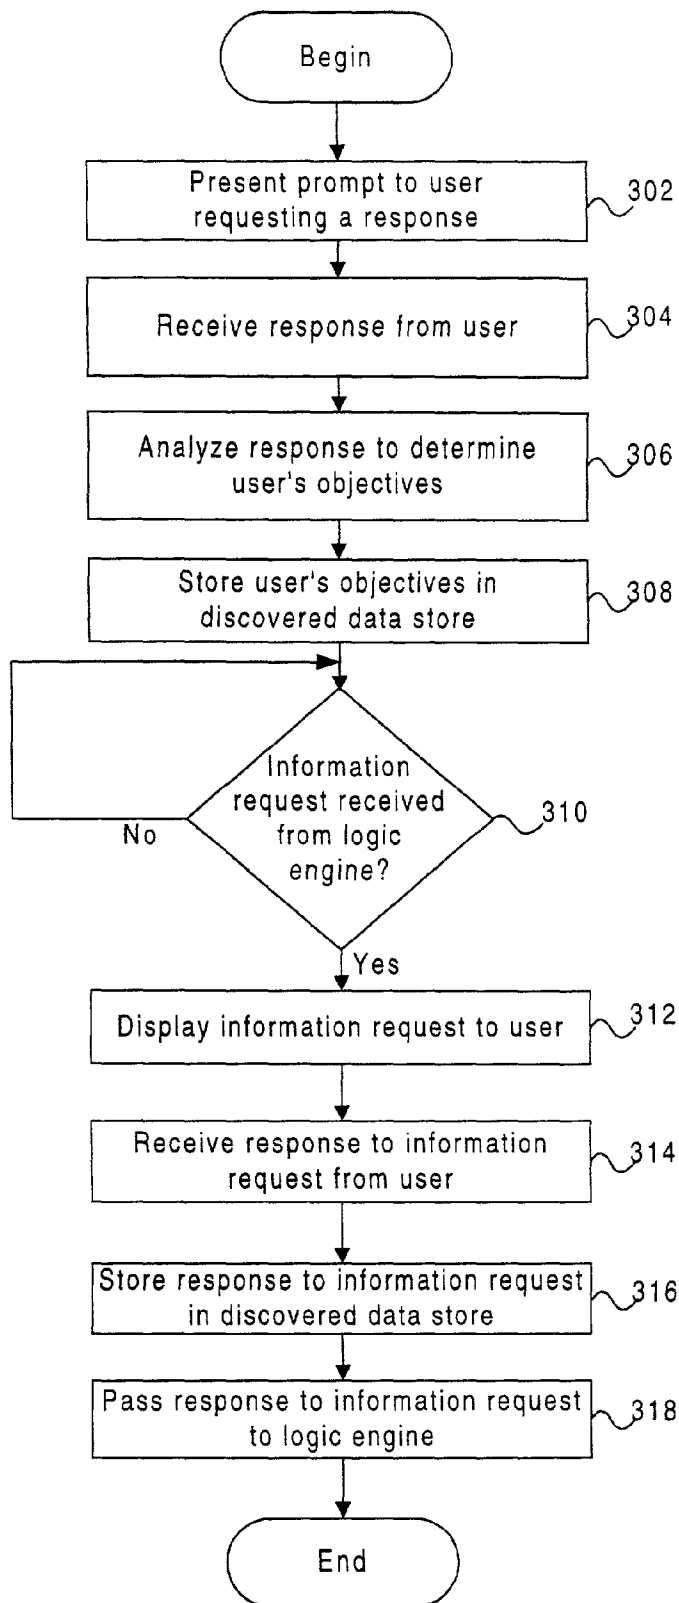 Begin
Present prompt to user
requesting a response
302
Receive response from user
304
Analyze response to determine
user's objectives
306
Store user's objectives in
discovered data store
308
Information
request received
from logic
engine?
310
No
Yes
Display information request to user
312
Receive response to information
request from user
314
Store response to information request
in discovered data store
316
Pass response to information request
to logic engine
318
End